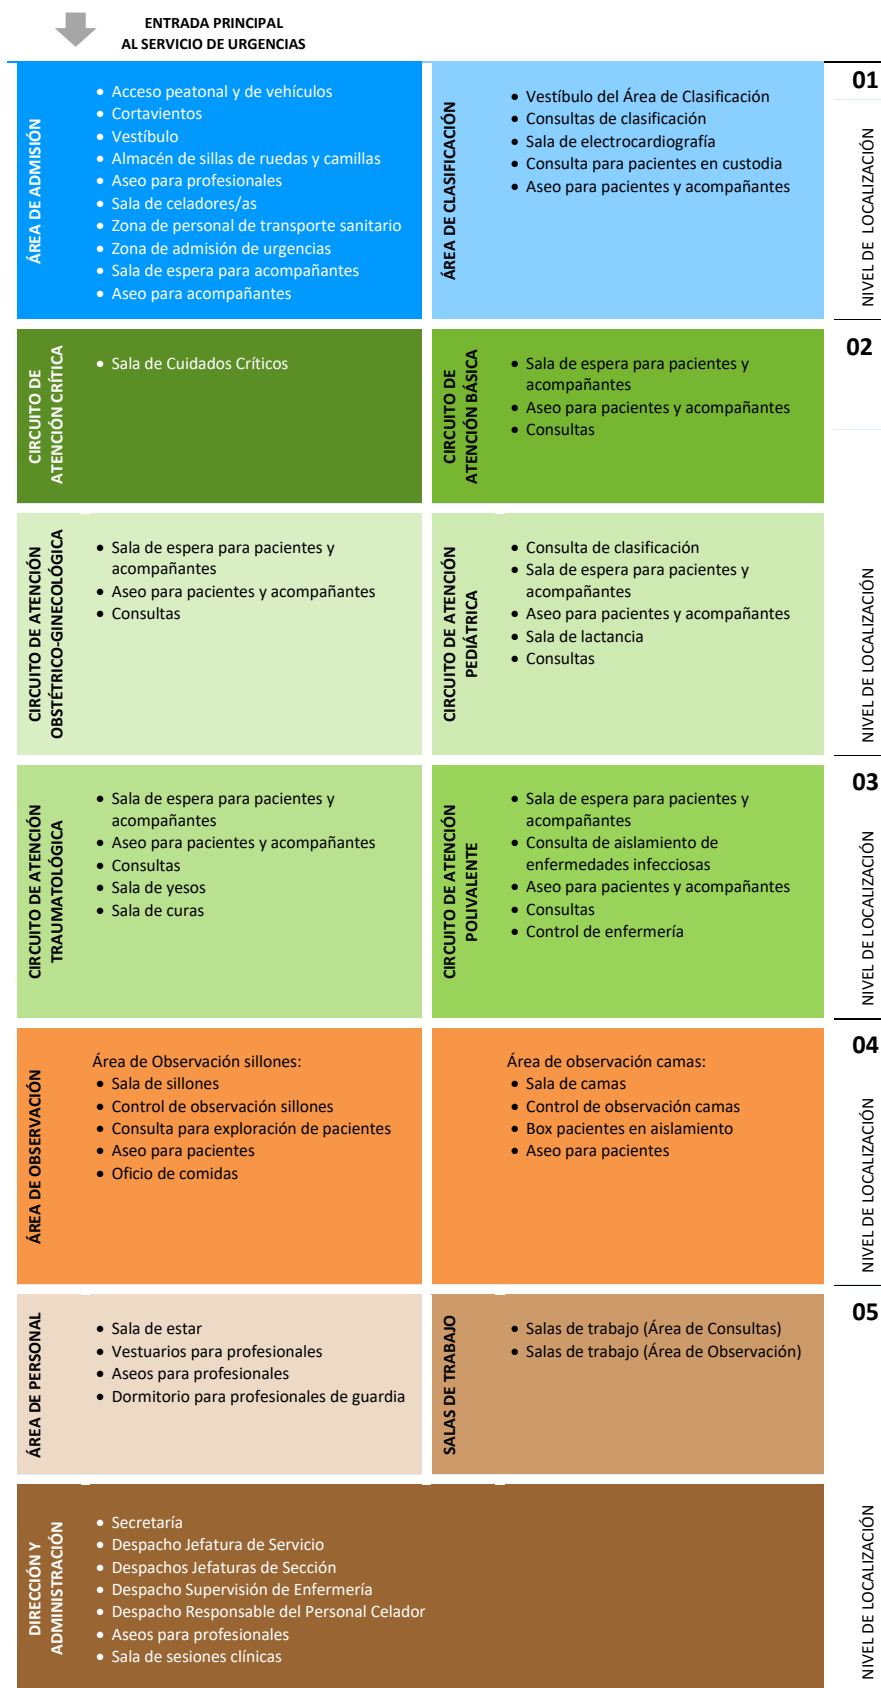 ENTRADA PRINCIPAL
AL SERVICIO DE URGENCIAS
01
NIVEL DE LOCALIZACIÓN
ÁREA DE ADMISIÓN
• Acceso peatonal y de vehículos
• Cortavientos
• Vestíbulo
• Almacén de sillas de ruedas y camillas
• Aseo para profesionales
• Sala de celadores/as
• Zona de personal de transporte sanitario
• Zona de admisión de urgencias
• Sala de espera para acompañantes
• Aseo para acompañantes
ÁREA DE CLASIFICACIÓN
• Vestíbulo del Área de Clasificación
• Consultas de clasificación
• Sala de electrocardiografía
• Consulta para pacientes en custodia
• Aseo para pacientes y acompañantes
02
NIVEL DE LOCALIZACIÓN
CIRCUITO DE
ATENCIÓN CRÍTICA
• Sala de Cuidados Críticos
CIRCUITO DE
ATENCIÓN BÁSICA
• Sala de espera para pacientes y
acompañantes
• Aseo para pacientes y acompañantes
• Consultas
CIRCUITO DE ATENCIÓN
OBSTÉTRICO-GINECOLÓGICA
• Sala de espera para pacientes y
acompañantes
• Aseo para pacientes y acompañantes
• Consultas
CIRCUITO DE ATENCIÓN
PEDIÁTRICA
• Consulta de clasificación
• Sala de espera para pacientes y
acompañantes
• Aseo para pacientes y acompañantes
• Sala de lactancia
• Consultas
03
NIVEL DE LOCALIZACIÓN
CIRCUITO DE ATENCIÓN
TRAUMATOLÓGICA
• Sala de espera para pacientes y
acompañantes
• Aseo para pacientes y acompañantes
• Consultas
• Sala de yesos
• Sala de curas
CIRCUITO DE ATENCIÓN
POLIVALENTE
• Sala de espera para pacientes y
acompañantes
• Consulta de aislamiento de
enfermedades infecciosas
• Aseo para pacientes y acompañantes
• Consultas
• Control de enfermería
04
NIVEL DE LOCALIZACIÓN
ÁREA DE OBSERVACIÓN
Área de Observación sillones:
• Sala de sillones
• Control de observación sillones
• Consulta para exploración de pacientes
• Aseo para pacientes
• Oficio de comidas
Área de observación camas:
• Sala de camas
• Control de observación camas
• Box pacientes en aislamiento
• Aseo para pacientes
05
NIVEL DE LOCALIZACIÓN
ÁREA DE PERSONAL
• Sala de estar
• Vestuarios para profesionales
• Aseos para profesionales
• Dormitorio para profesionales de guardia
SALAS DE TRABAJO
• Salas de trabajo (Área de Consultas)
• Salas de trabajo (Área de Observación)
DIRECCIÓN Y
ADMINISTRACIÓN
• Secretaría
• Despacho Jefatura de Servicio
• Despachos Jefaturas de Sección
• Despacho Supervisión de Enfermería
• Despacho Responsable del Personal Celador
• Aseos para profesionales
• Sala de sesiones clínicas